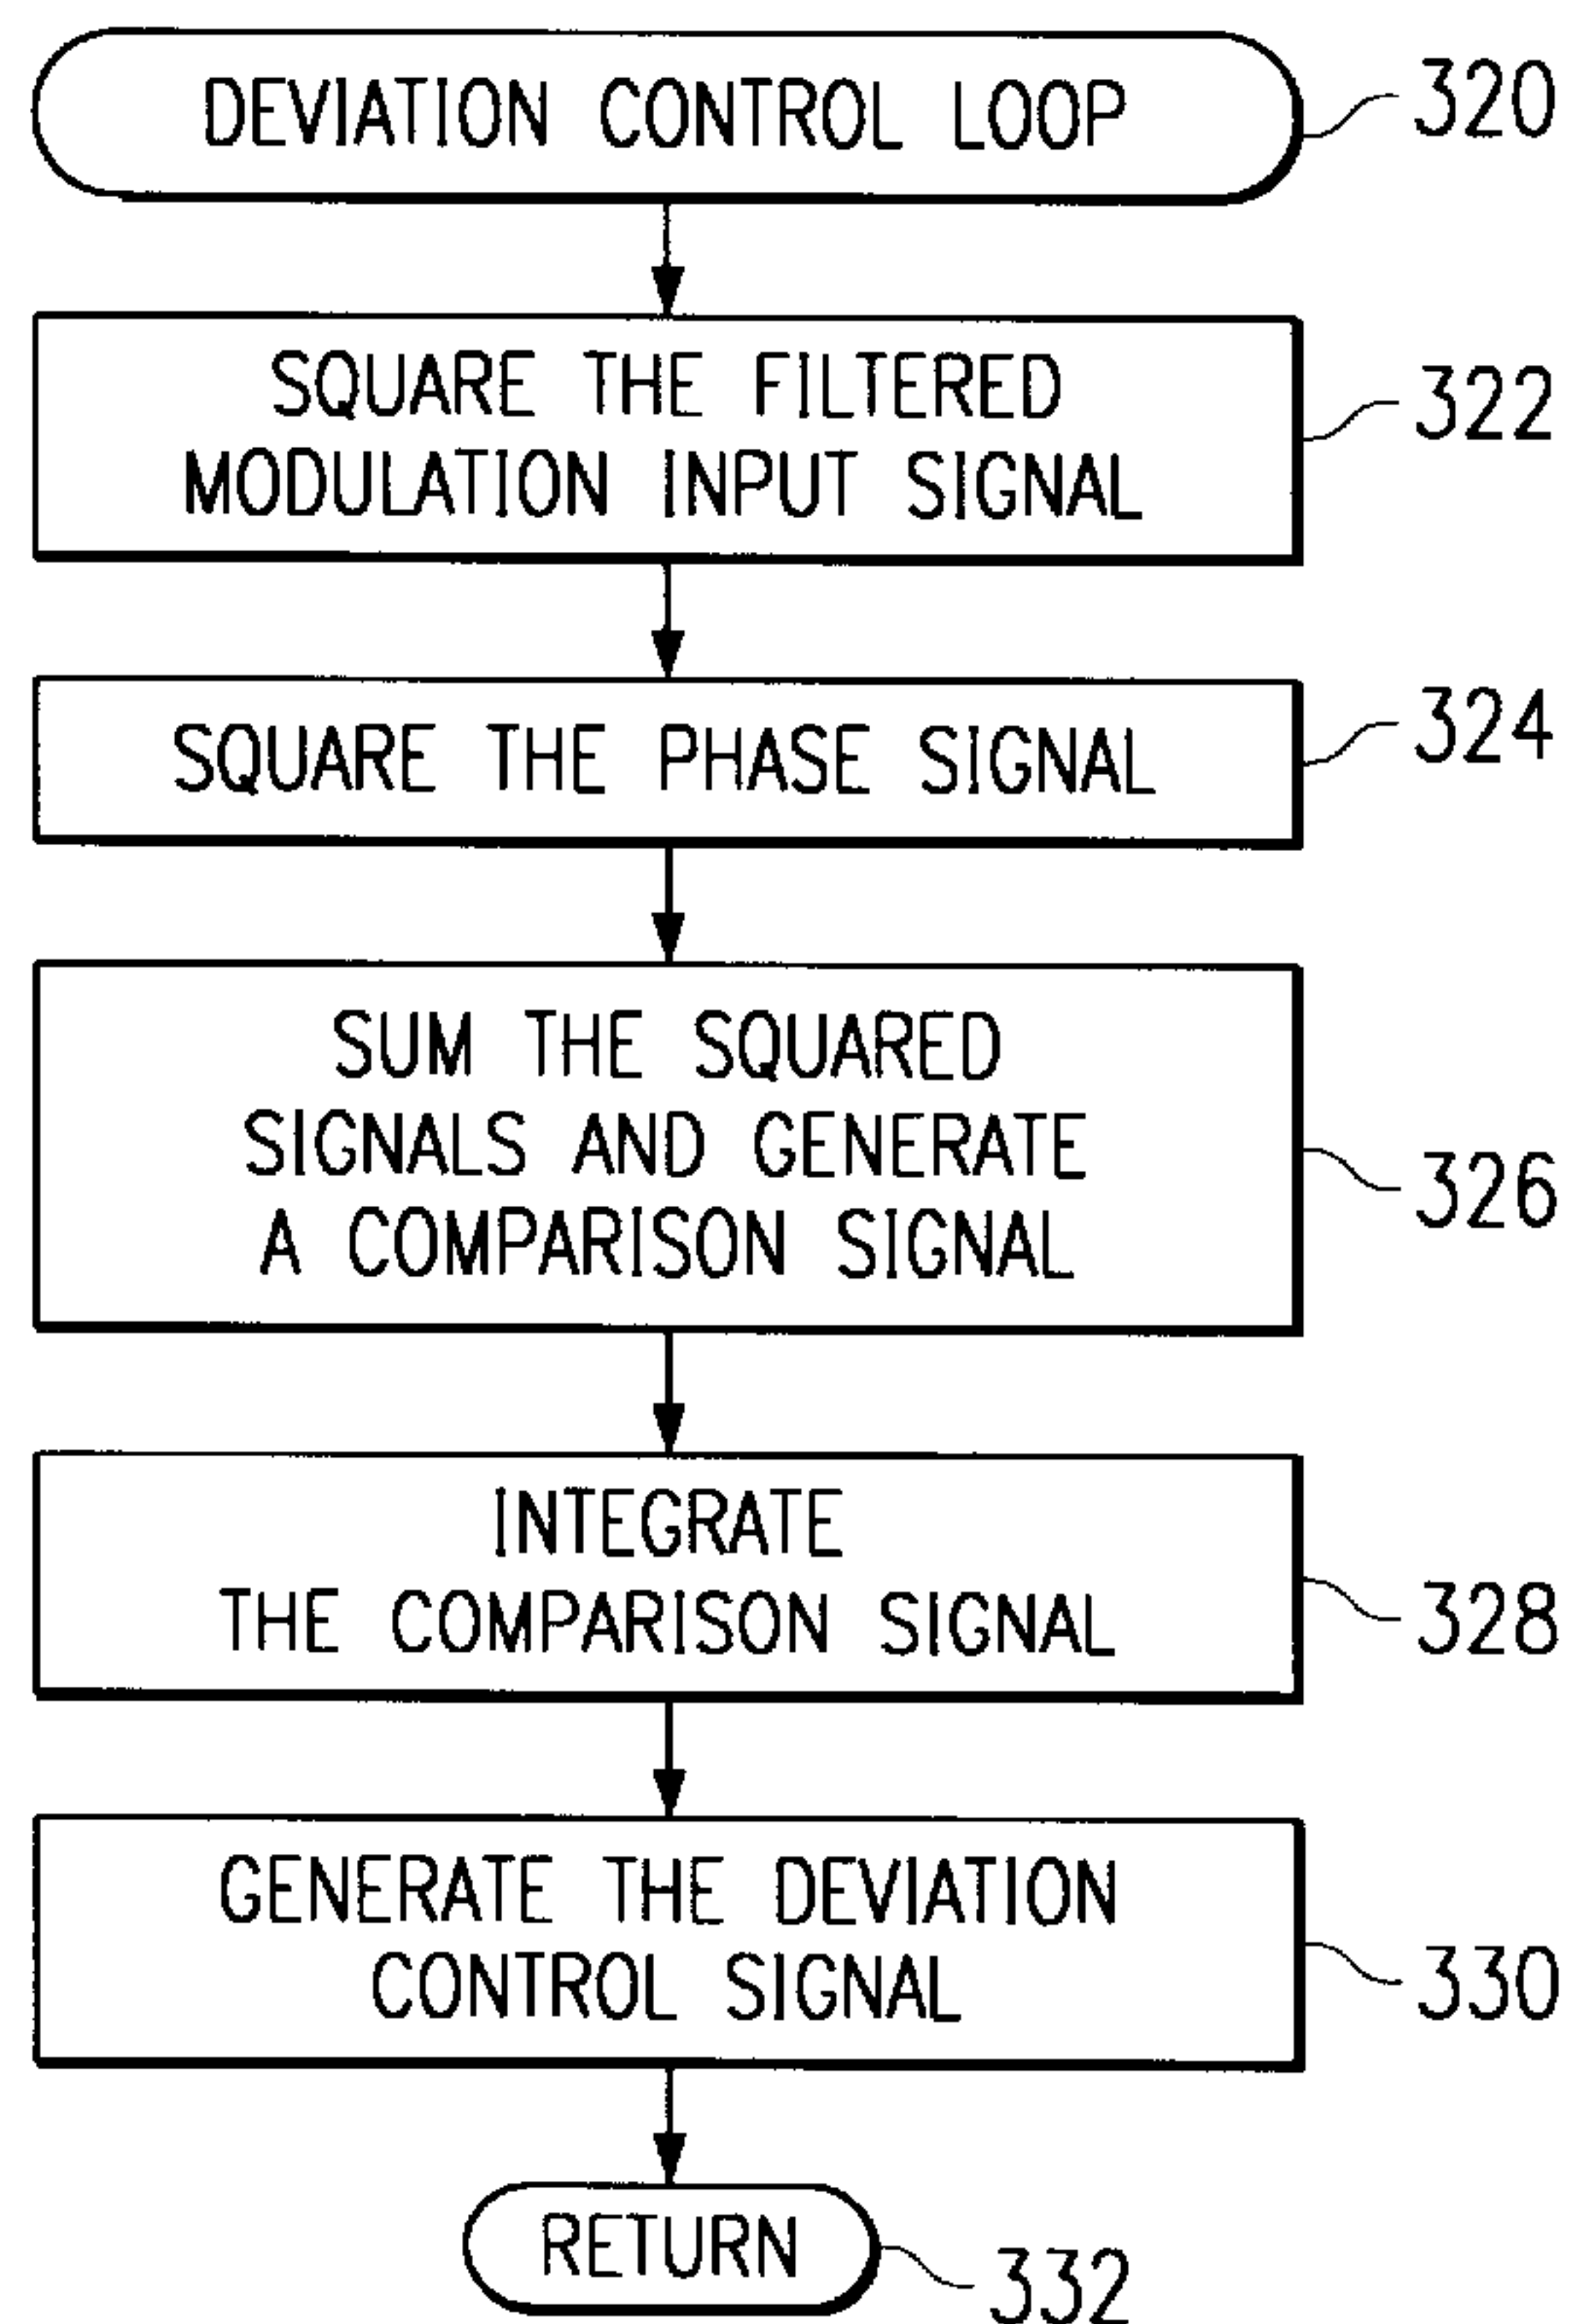 DEVIATION CONTROL LOOP
320
SQUARE THE FILTERED
MODULATION INPUT SIGNAL
322
SQUARE THE PHASE SIGNAL
324
SUM THE SQUARED
SIGNALS AND GENERATE
A COMPARISON SIGNAL
326
INTEGRATE
THE COMPARISON SIGNAL
328
GENERATE THE DEVIATION
CONTROL SIGNAL
330
RETURN
332